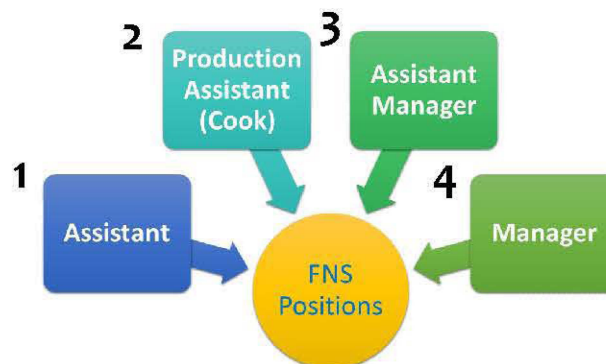 1
Assistant
2
Production
Assistant
(Cook)
3
Assistant
Manager
4
Manager
FNS
Positions